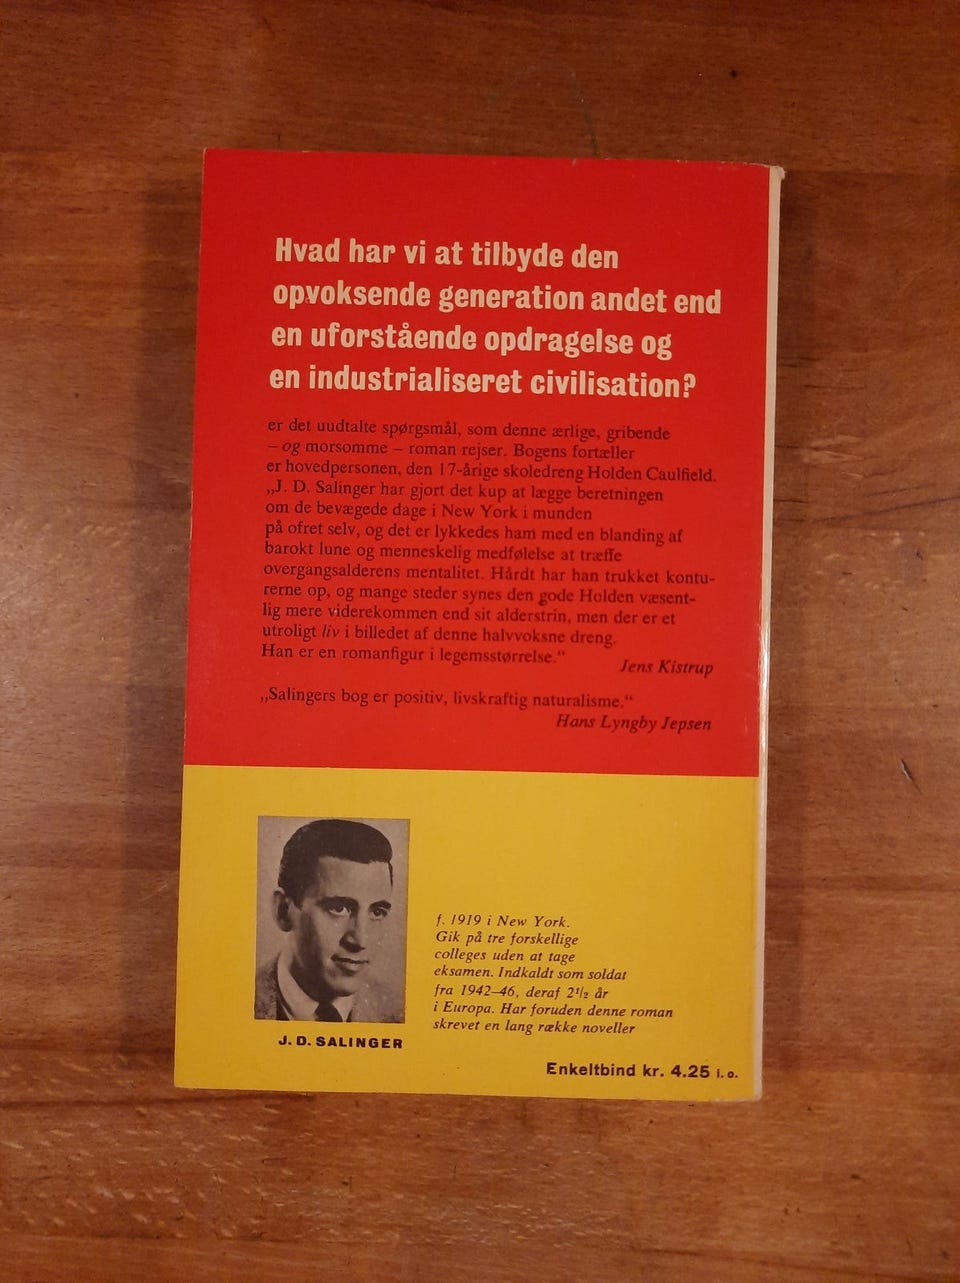 Hvad har vi at tilbyde den
opvoksende generation andet end
en uforstående opdragelse og
en industrialiseret civilisation?
er det uudtalte spørgsmål, som denne ærlige, gribende
– og morsomme – roman rejser. Bogens fortæller
er hovedpersonen, den 17-årige skoledreng Holden Caulfield.
„J. D. Salinger har gjort det kup at lægge beretningen
om de bevægede dage i New York i munden
på ofret selv, og det er lykkedes ham med en blanding af
barokt lune og menneskelig medfølelse at træffe
overgangsalderens mentalitet. Hårdt har han trukket kontu-
rerne op, og mange steder synes den gode Holden væsent-
lig mere viderekommen end sit alderstrin, men der er et
utroligt liv i billedet af denne halvvoksne dreng.
Han er en romanfigur i legemsstørrelse.“
Jens Kistrup
„Salingers bog er positiv, livskraftig naturalisme.“
Hans Lyngby Jepsen
f. 1919 i New York.
Gik på tre forskellige
colleges uden at tage
eksamen. Indkaldt som soldat
fra 1942–46, deraf 2½ år
i Europa. Har foruden denne roman
skrevet en lang række noveller
J. D. SALINGER
Enkeltbind kr. 4.25 i. o.